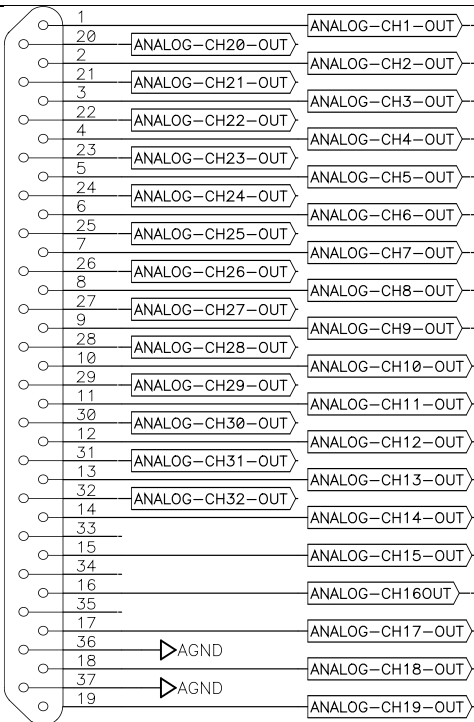 1 ANALOG-CH1-OUT
20 ANALOG-CH20-OUT
2 ANALOG-CH2-OUT
21 ANALOG-CH21-OUT
3 ANALOG-CH3-OUT
22 ANALOG-CH22-OUT
4 ANALOG-CH4-OUT
23 ANALOG-CH23-OUT
5 ANALOG-CH5-OUT
24 ANALOG-CH24-OUT
6 ANALOG-CH6-OUT
25 ANALOG-CH25-OUT
7 ANALOG-CH7-OUT
26 ANALOG-CH26-OUT
8 ANALOG-CH8-OUT
27 ANALOG-CH27-OUT
9 ANALOG-CH9-OUT
28 ANALOG-CH28-OUT
10 ANALOG-CH10-OUT
29 ANALOG-CH29-OUT
11 ANALOG-CH11-OUT
30 ANALOG-CH30-OUT
12 ANALOG-CH12-OUT
31 ANALOG-CH31-OUT
13 ANALOG-CH13-OUT
32 ANALOG-CH32-OUT
14 ANALOG-CH14-OUT
33
15 ANALOG-CH15-OUT
34
16 ANALOG-CH16OUT
35
17 ANALOG-CH17-OUT
36 AGND
18 ANALOG-CH18-OUT
37 AGND
19 ANALOG-CH19-OUT